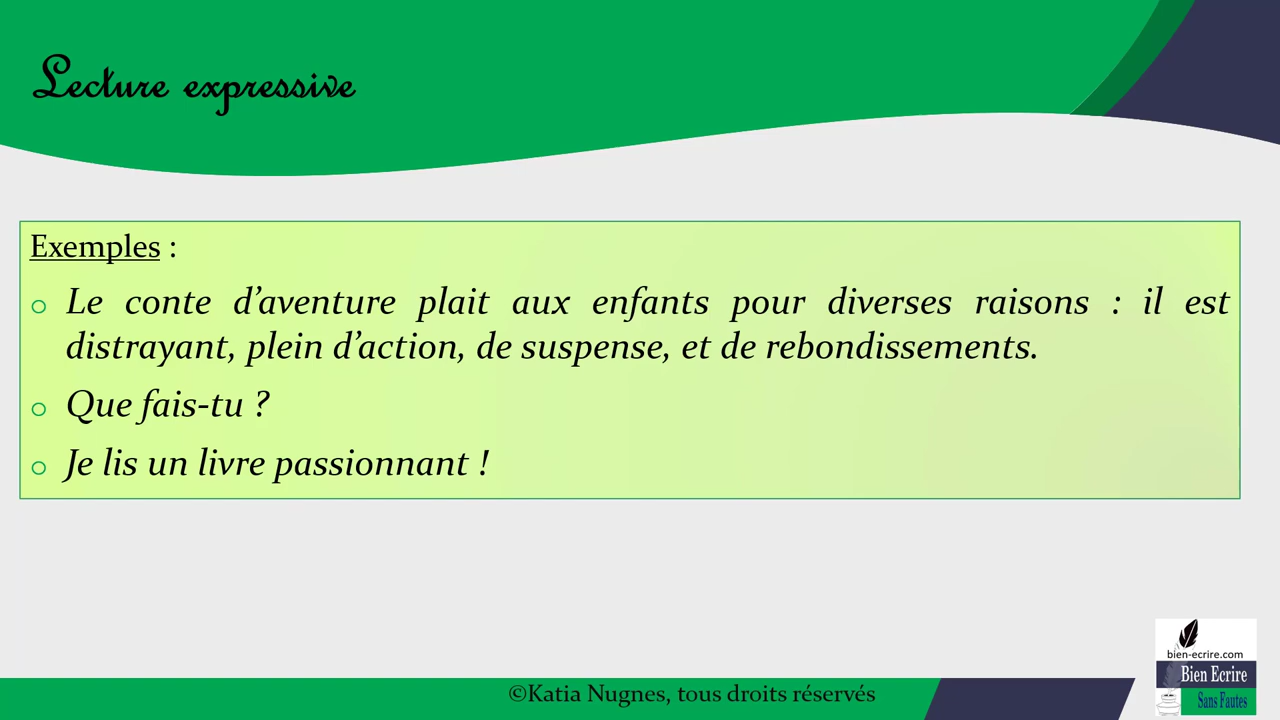 Lecture expressive
Exemples :
Le conte d’aventure plait aux enfants pour diverses raisons : il est
distrayant, plein d’action, de suspense, et de rebondissements.
Que fais-tu ?
Je lis un livre passionnant !
©Katia Nugnes, tous droits réservés
bien-ecrire.com
Bien Ecrire
Sans Fautes